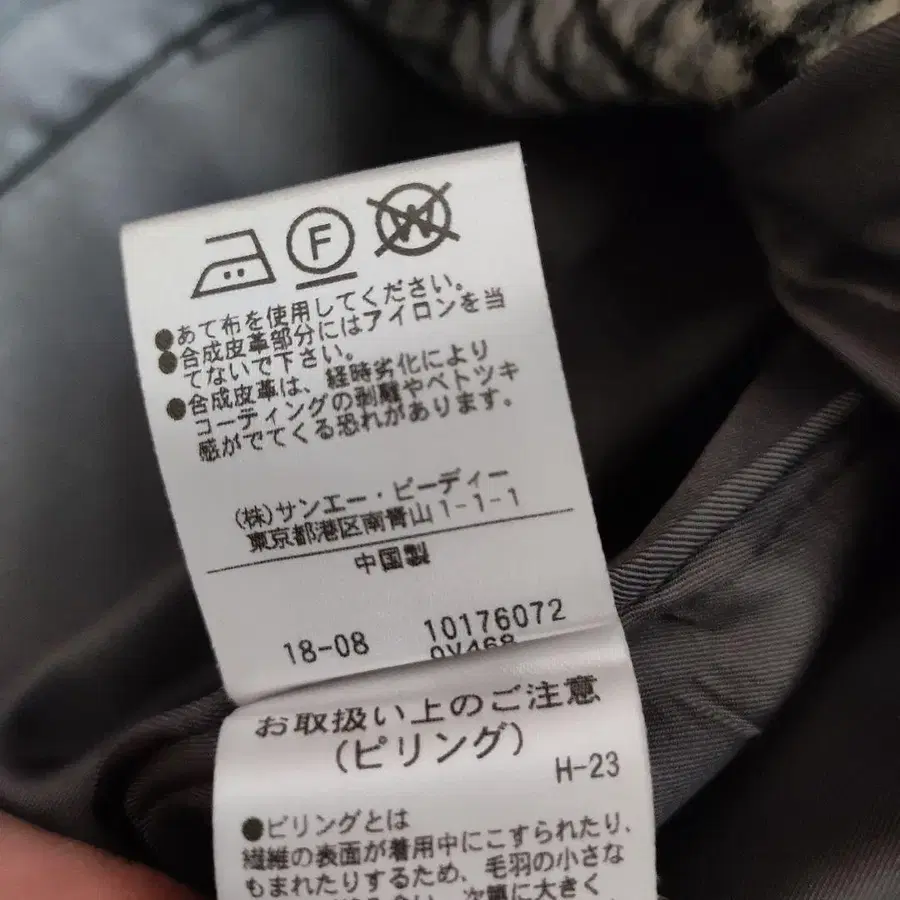 F
W
●あて布を使用してください。
●合成皮革部分にはアイロンを当
てないで下さい。
●合成皮革は、経時劣化により
コーティングの剥離やベトツキ
感がでてくる恐れがあります。
(株)サンエー・ビーディー
東京都港区南青山1-1-1
中国製
18-08 10176072
0V468
お取扱い上のご注意
(ピリング)
H-23
●ピリングとは
繊維の表面が着用中にこすられたり、
もまれたりするため、毛羽の小さな
次第に大きく